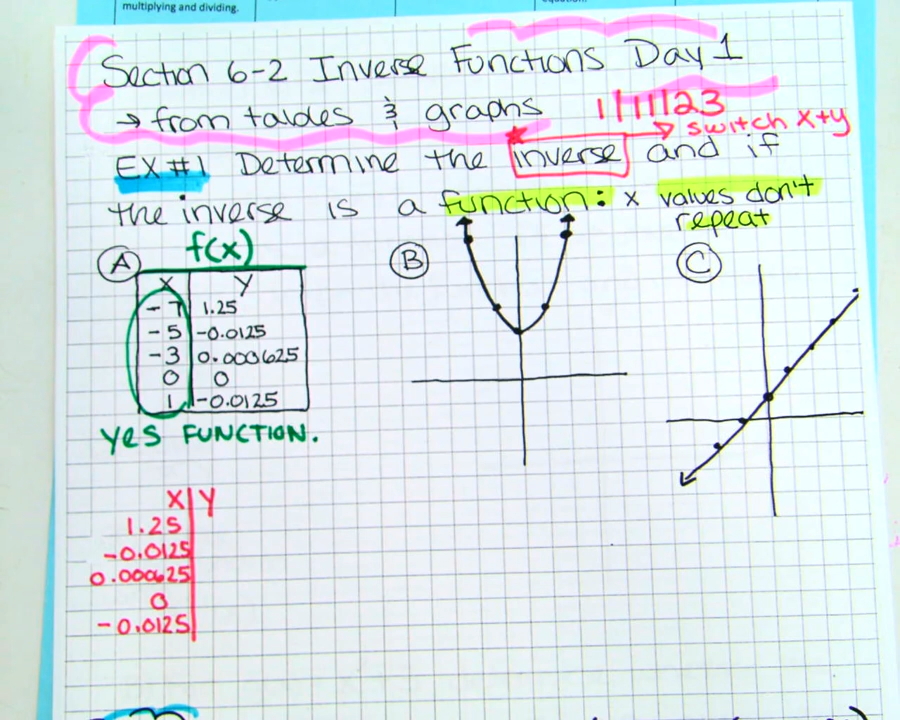 multiplying and dividing.
Section 6-2 Inverse Functions Day 1
→ from tables & graphs 1/11/23
→ switch x+y
EX #1 Determine the inverse and if
the inverse is a function: x values don't
repeat
A f(x)
B
C
X Y
-7 1.25
-5 -0.0125
-3 0.000625
0 0
1 -0.0125
YES FUNCTION.
X Y
1.25
-0.0125
0.000625
0
-0.0125